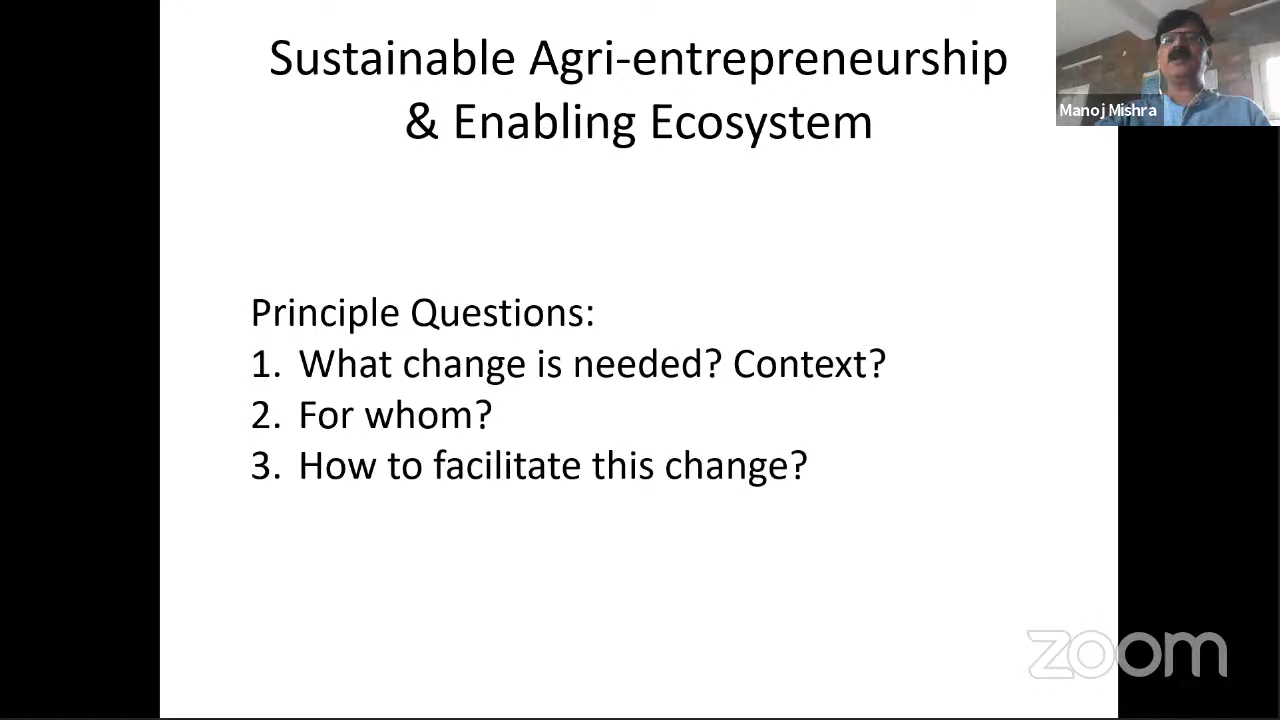 Sustainable Agri-entrepreneurship
& Enabling Ecosystem
Manoj Mishra
Principle Questions:
1. What change is needed? Context?
2. For whom?
3. How to facilitate this change?
zoom